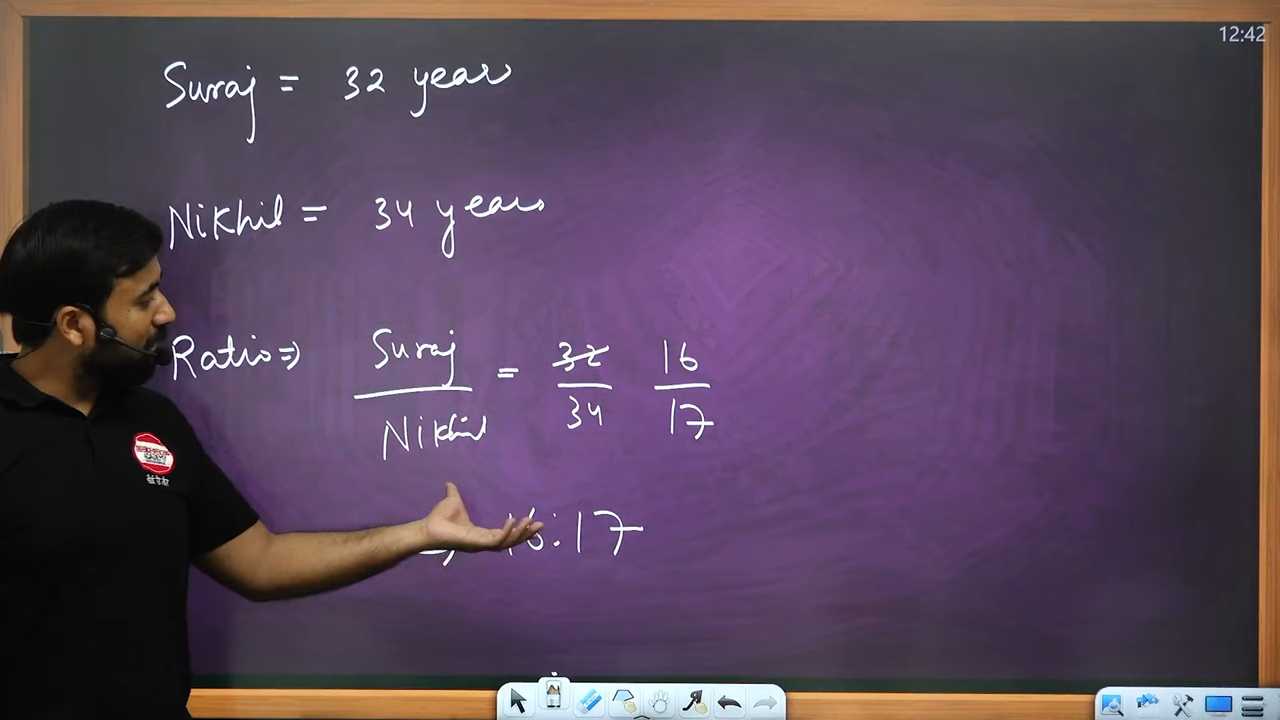 12:42
Suraj = 32 year
Nikhil = 34 years
Ratio ⇒ Suraj/Nikhil = 32/34 16/17
⇒ 16:17